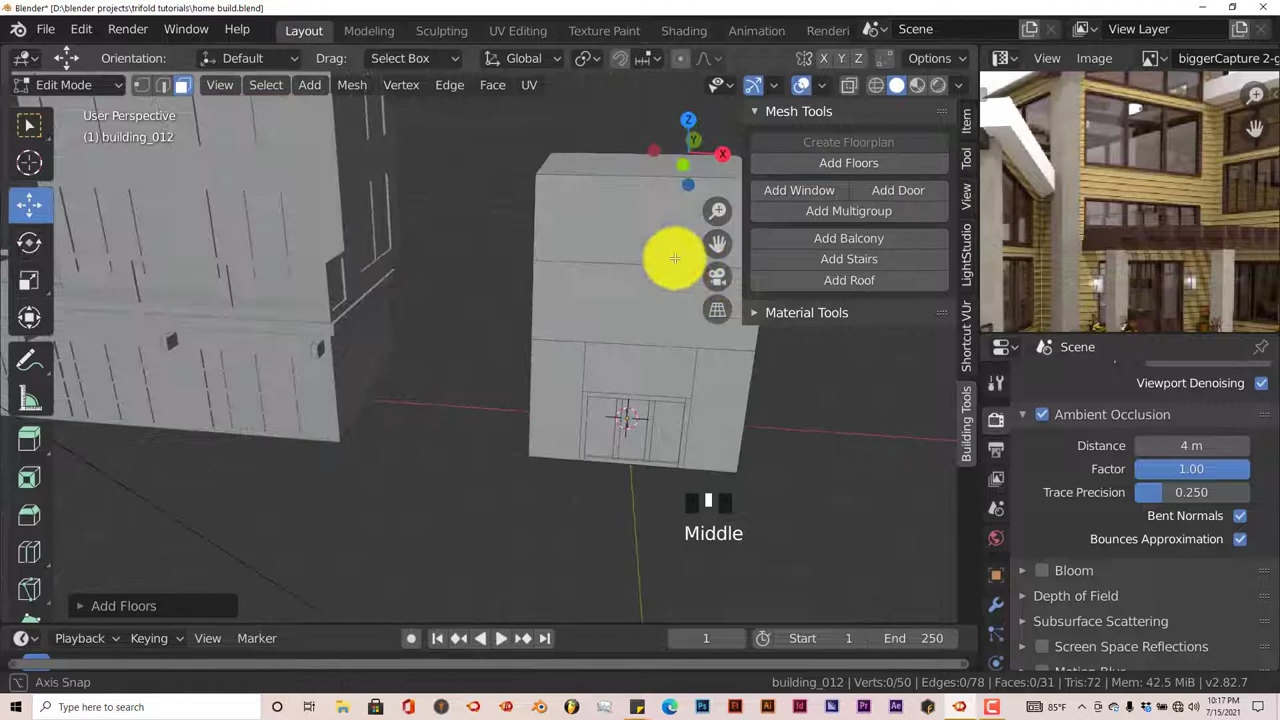 Blender* [D:\blender projects\trifold tutorials\home build.blend]
File Edit Render Window Help Layout Modeling Sculpting UV Editing Texture Paint Shading Animation Renderi Scene View Layer
Orientation: Default Drag: Select Box Global X Y Z Options View Image biggerCapture 2-g
Edit Mode View Select Add Mesh Vertex Edge Face UV
User Perspective
(1) building_012
Z
Y
X
Mesh Tools
Create Floorplan
Add Floors
Add Window Add Door
Add Multigroup
Add Balcony
Add Stairs
Add Roof
Material Tools
Item
Tool
View
LightStudio
Shortcut VUr
Building Tools
Scene
Viewport Denoising
Ambient Occlusion
Distance 4 m
Factor 1.00
Trace Precision 0.250
Bent Normals
Bounces Approximation
Bloom
Depth of Field
Subsurface Scattering
Screen Space Reflections
Middle
Add Floors
Playback Keying View Marker 1 Start 1 End 250
Axis Snap building_012 | Verts:0/50 | Edges:0/78 | Faces:0/31 | Tris:72 | Mem: 42.5 MiB | v2.82.7
Type here to search 85°F 10:17 PM
7/15/2021